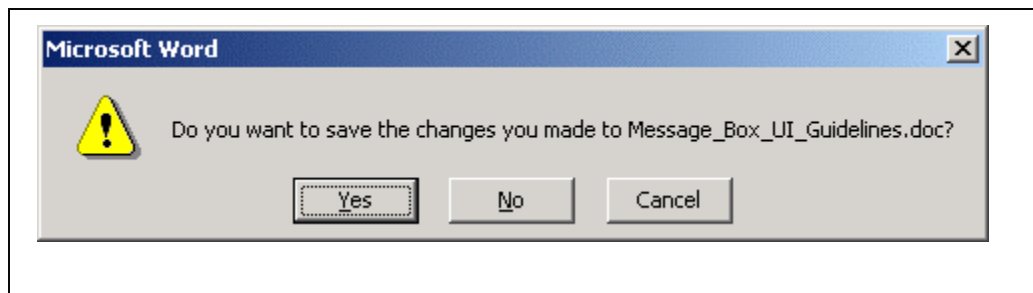 Microsoft Word
Do you want to save the changes you made to Message_Box_UI_Guidelines.doc?
Yes No Cancel